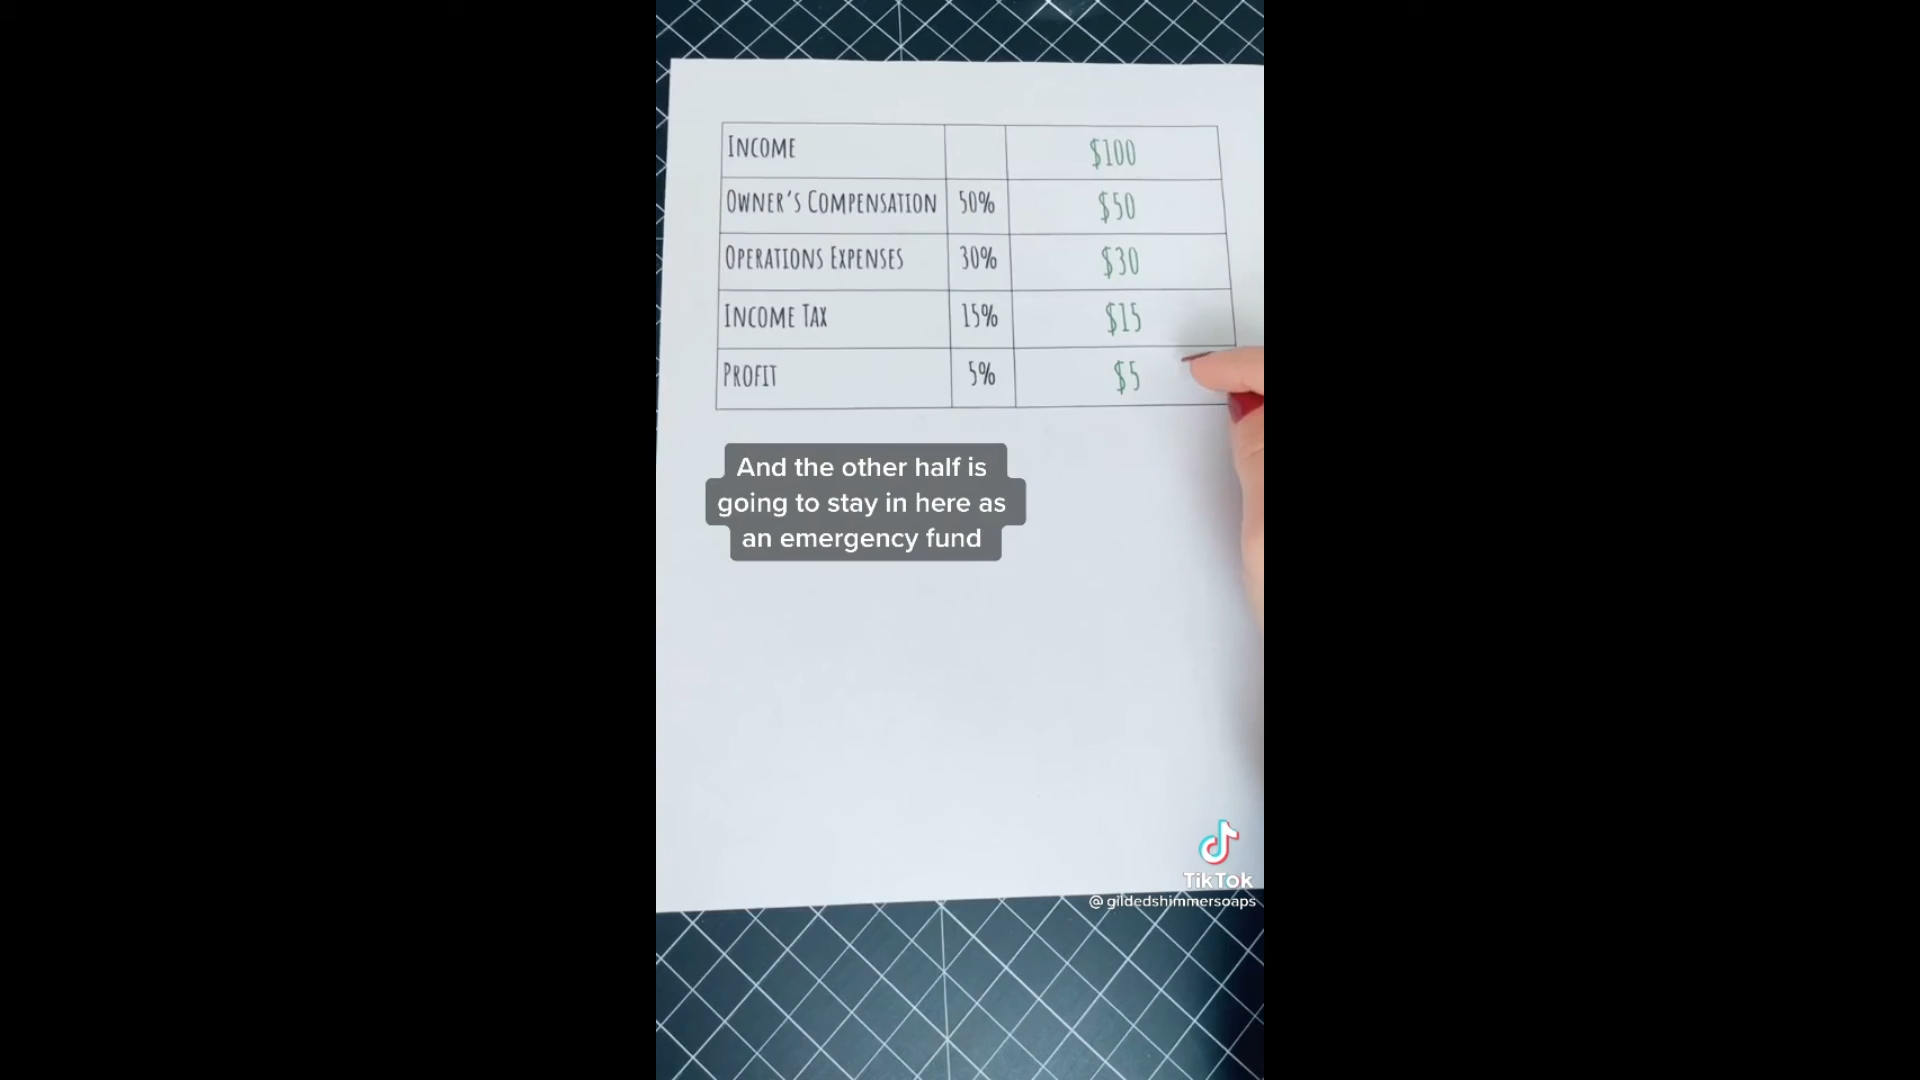 INCOME $100
OWNER'S COMPENSATION 50% $50
OPERATIONS EXPENSES 30% $30
INCOME TAX 15% $15
PROFIT 5% $5
And the other half is
going to stay in here as
an emergency fund
TikTok
@gildedshimmersoaps